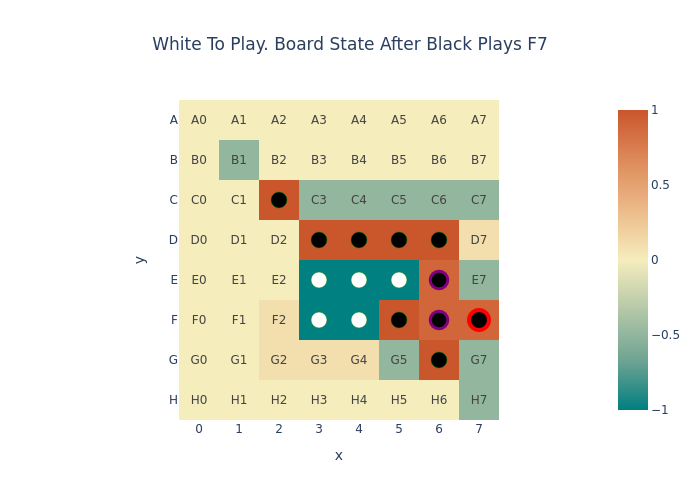 White To Play. Board State After Black Plays F7
A A0 A1 A2 A3 A4 A5 A6 A7
B B0 B1 B2 B3 B4 B5 B6 B7
C C0 C1 C3 C4 C5 C6 C7
D D0 D1 D2 D7
E E0 E1 E2 E7
F F0 F1 F2
G G0 G1 G2 G3 G4 G5 G7
H H0 H1 H2 H3 H4 H5 H6 H7
0 1 2 3 4 5 6 7
x
y
1
0.5
0
−0.5
−1